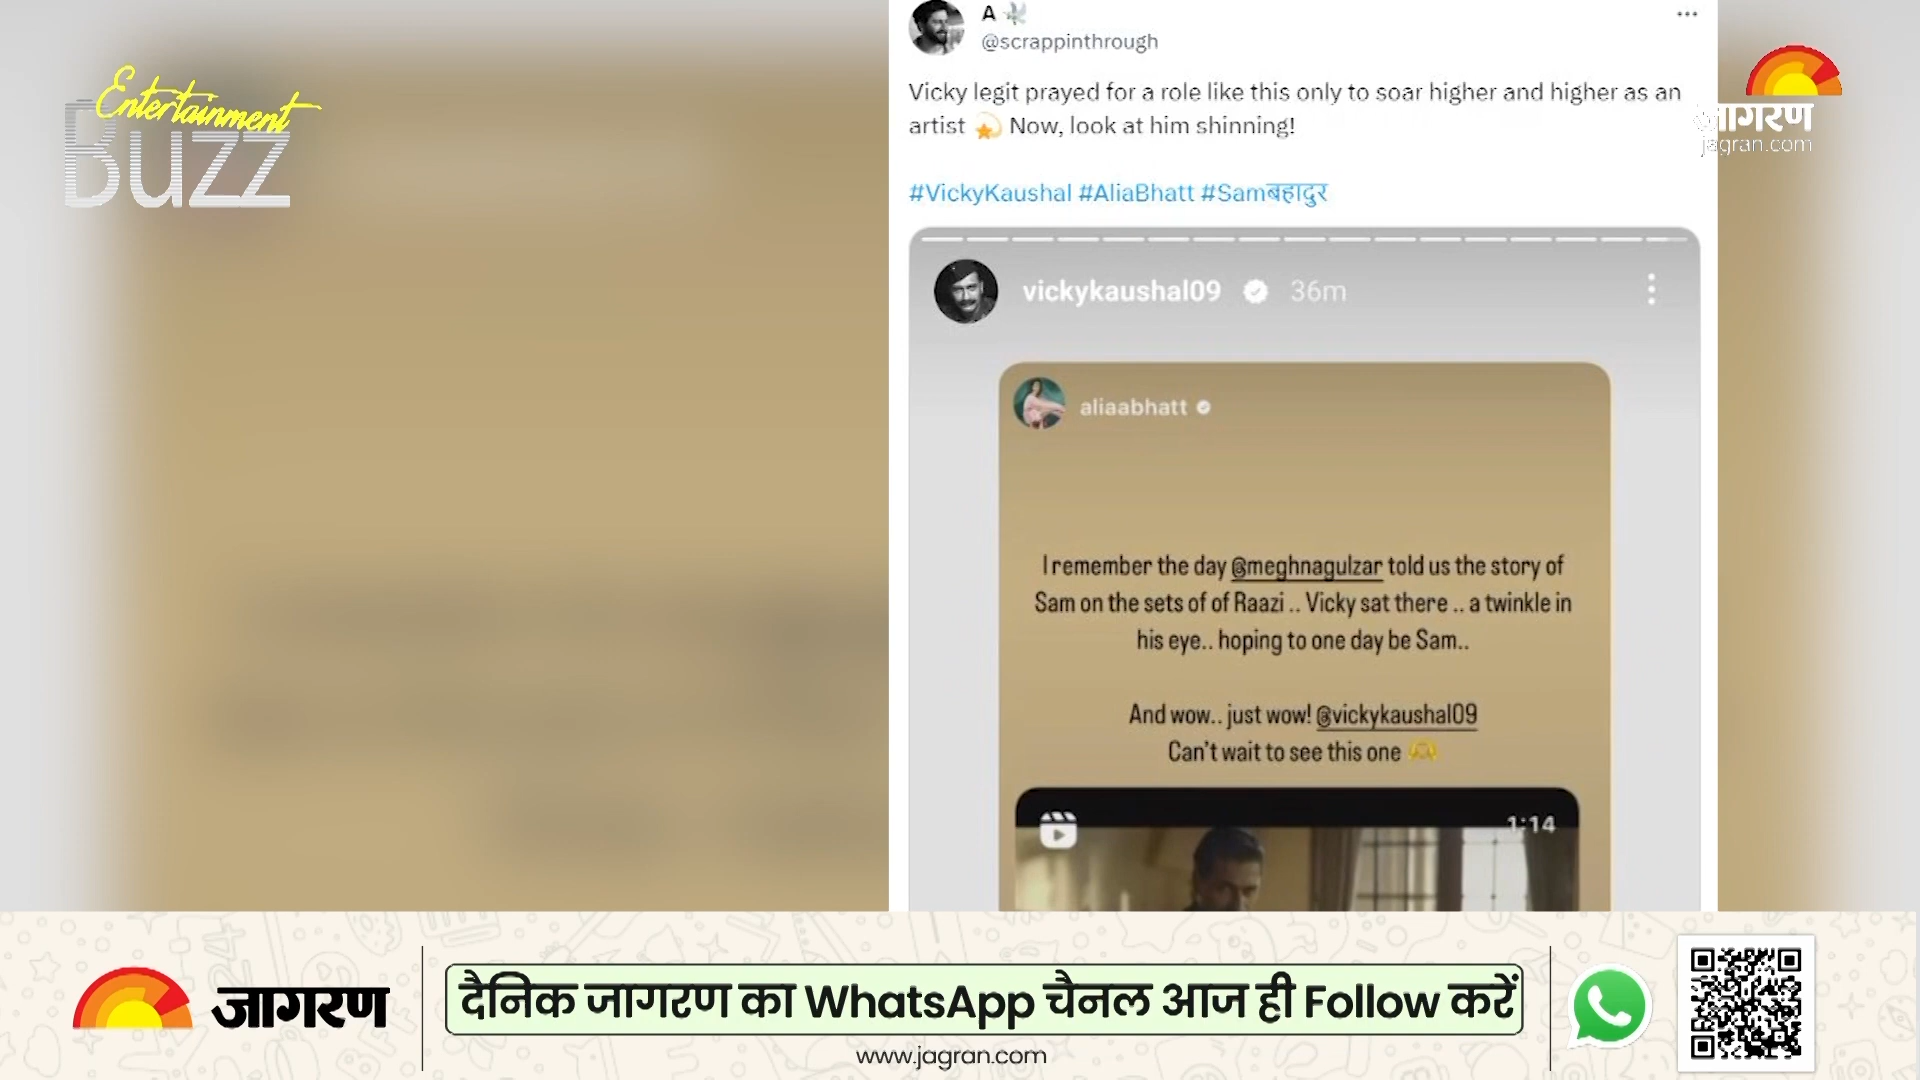 Entertainment
BUZZ
A
@scrappinthrough
Vicky legit prayed for a role like this only to soar higher and higher as an
artist 💫 Now, look at him shinning!
#VickyKaushal #AliaBhatt #Samबहादुर
जागरण
jagran.com
vickykaushal09 36m
aliaabhatt
I remember the day @meghnagulzar told us the story of
Sam on the sets of of Raazi .. Vicky sat there .. a twinkle in
his eye.. hoping to one day be Sam..
And wow.. just wow! @vickykaushal09
Can't wait to see this one 🫶
1:14
जागरण
दैनिक जागरण का WhatsApp चैनल आज ही Follow करें
www.jagran.com